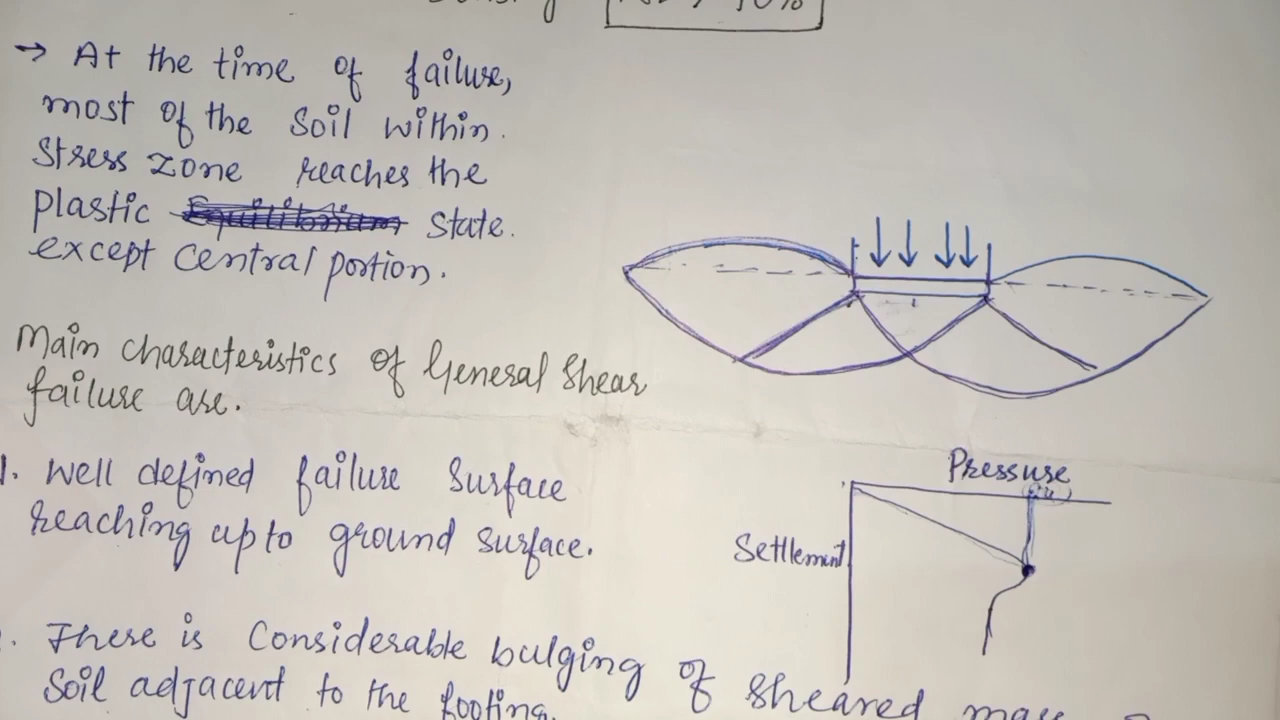 → At the time of failure,
most of the soil within.
Stress zone reaches the
plastic State.
except Central portion.
Main characteristics of General Shear
failure are.
1. Well defined failure Surface
reaching upto ground surface.
Pressure
Settlement
. There is Considerable bulging of sheared mass
Soil adjacent to the footing.